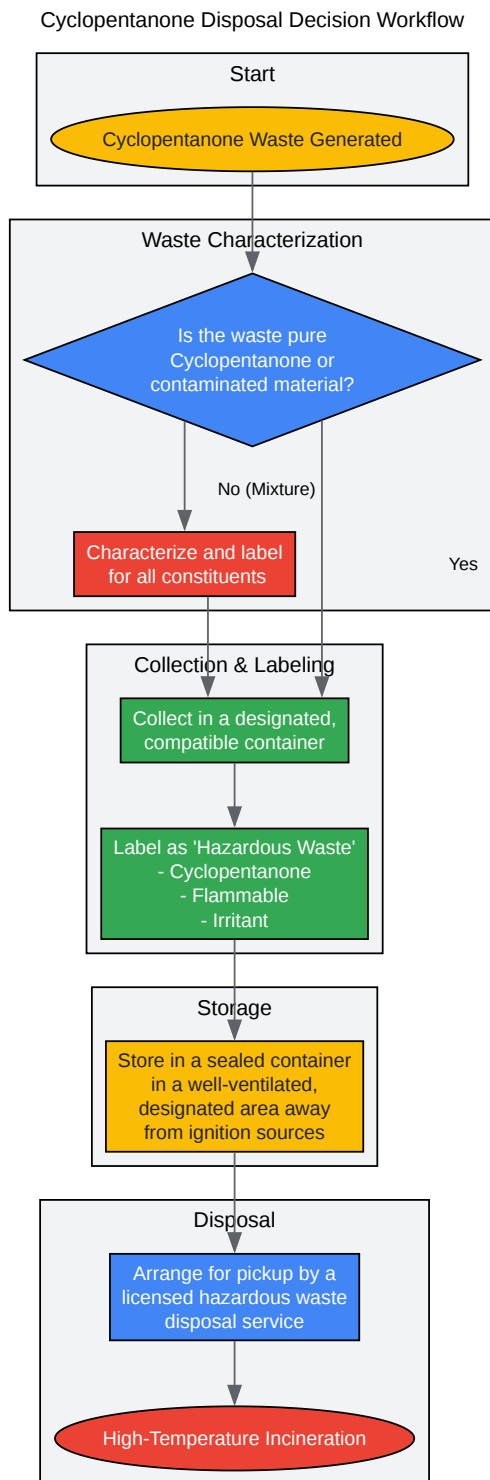 Cyclopentanone Disposal Decision Workflow
Start
Cyclopentanone Waste Generated
Waste Characterization
Is the waste pure
Cyclopentanone or
contaminated material?
No (Mixture)
Characterize and label
for all constituents
Yes
Collection & Labeling
Collect in a designated,
compatible container
Label as 'Hazardous Waste'
- Cyclopentanone
- Flammable
- Irritant
Storage
Store in a sealed container
in a well-ventilated,
designated area away
from ignition sources
Disposal
Arrange for pickup by a
licensed hazardous waste
disposal service
High-Temperature Incineration